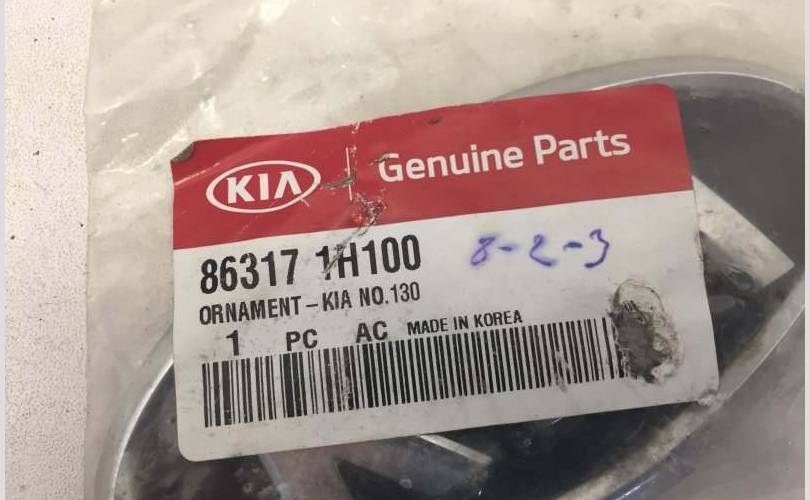 KIA Genuine Parts
86317 1H100 8-2-3
ORNAMENT-KIA NO.130
1 PC AC MADE IN KOREA